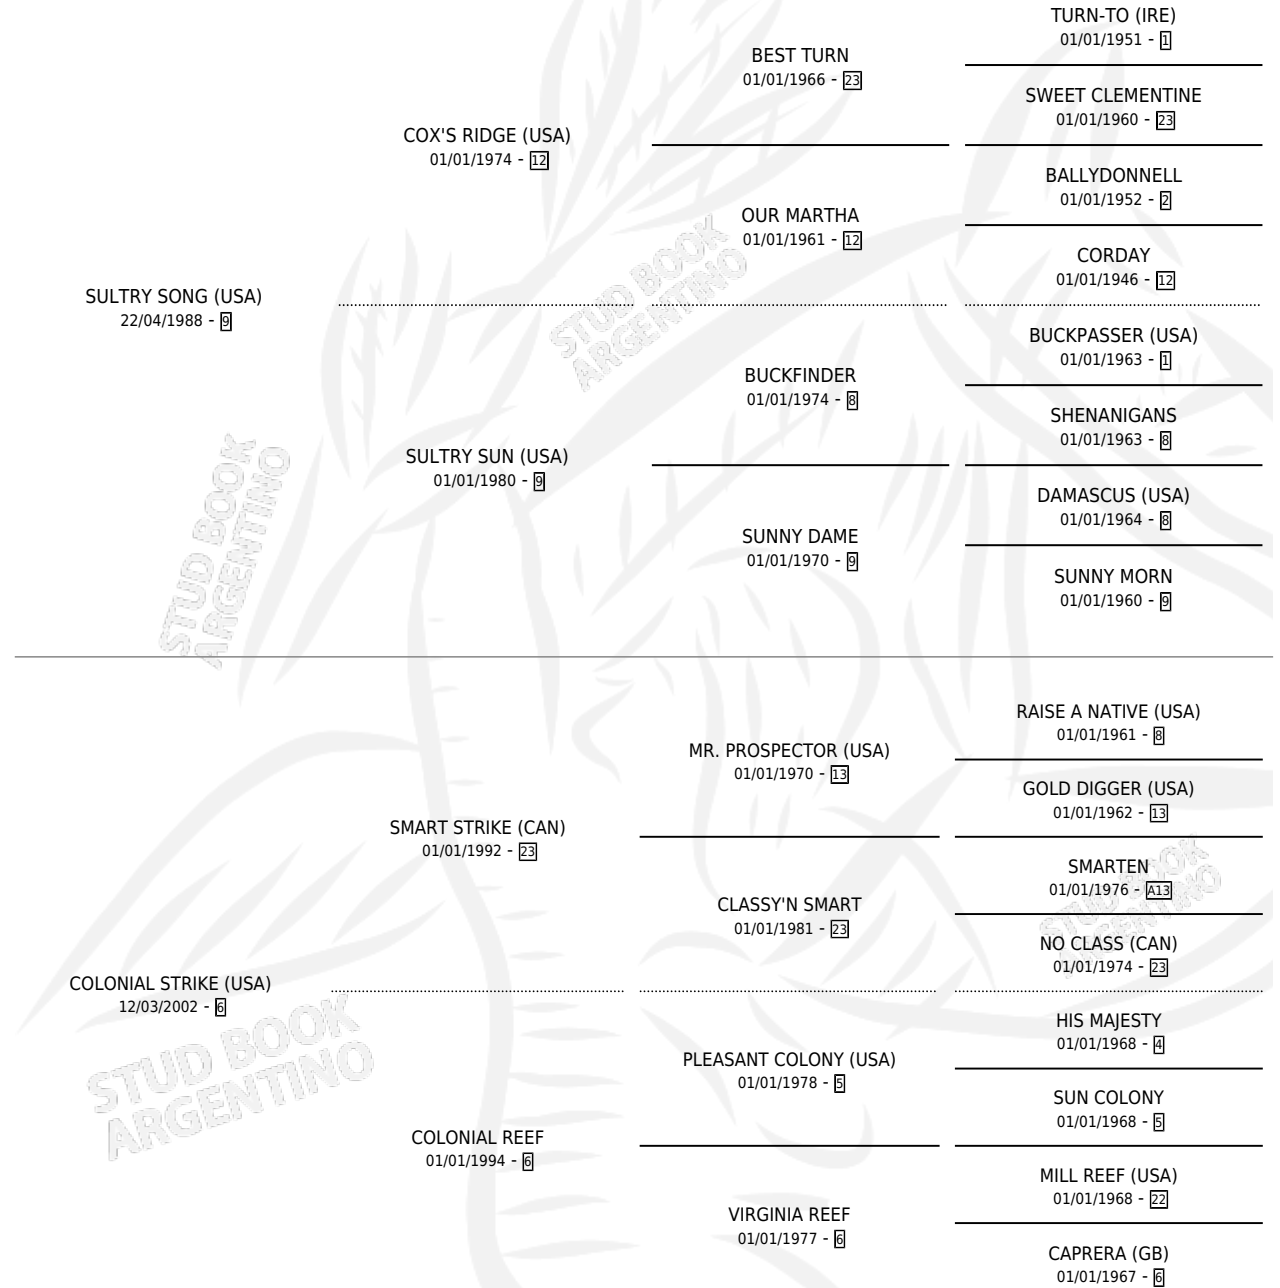 TURN-TO (IRE)
01/01/1951 - 1
BEST TURN
01/01/1966 - 23
SWEET CLEMENTINE
01/01/1960 - 23
COX'S RIDGE (USA)
01/01/1974 - 12
BALLYDONNELL
01/01/1952 - 2
OUR MARTHA
01/01/1961 - 12
CORDAY
01/01/1946 - 12
SULTRY SONG (USA)
22/04/1988 - 9
STUD BOOK
ARGENTINO
BUCKPASSER (USA)
01/01/1963 - 1
BUCKFINDER
01/01/1974 - 8
SHENANIGANS
01/01/1963 - 8
SULTRY SUN (USA)
01/01/1980 - 9
DAMASCUS (USA)
01/01/1964 - 8
SUNNY DAME
01/01/1970 - 9
SUNNY MORN
01/01/1960 - 9
STUD BOOK
ARGENTINO
RAISE A NATIVE (USA)
01/01/1961 - 8
MR. PROSPECTOR (USA)
01/01/1970 - 13
GOLD DIGGER (USA)
01/01/1962 - 13
SMART STRIKE (CAN)
01/01/1992 - 23
SMARTEN
01/01/1976 - A13
CLASSY'N SMART
01/01/1981 - 23
STUD BOOK
ARGENTINO
NO CLASS (CAN)
01/01/1974 - 23
COLONIAL STRIKE (USA)
12/03/2002 - 6
HIS MAJESTY
01/01/1968 - 4
PLEASANT COLONY (USA)
01/01/1978 - 5
SUN COLONY
01/01/1968 - 5
STUD BOOK
ARGENTINO
COLONIAL REEF
01/01/1994 - 6
MILL REEF (USA)
01/01/1968 - 22
VIRGINIA REEF
01/01/1977 - 6
CAPRERA (GB)
01/01/1967 - 6